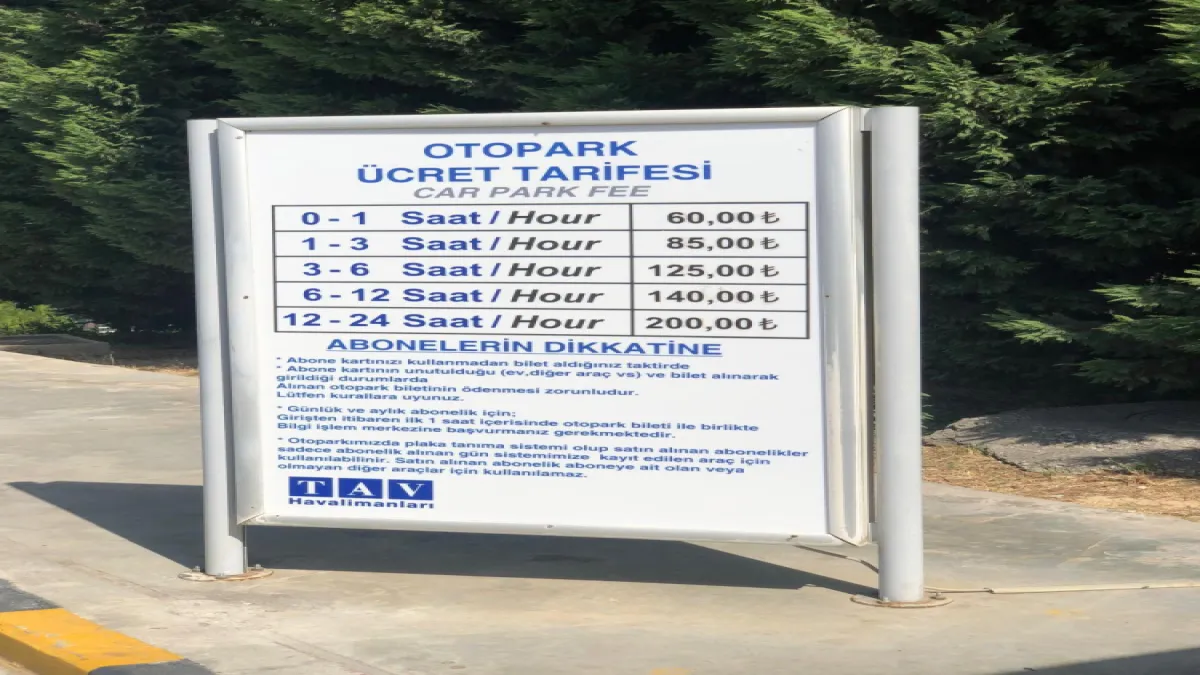 OTOPARK
ÜCRET TARİFESİ
CAR PARK FEE
0 - 1 Saat / Hour 60,00 ₺
1 - 3 Saat / Hour 85,00 ₺
3 - 6 Saat / Hour 125,00 ₺
6 - 12 Saat / Hour 140,00 ₺
12 - 24 Saat / Hour 200,00 ₺
ABONELERİN DİKKATİNE
* Abone kartınızı kullanmadan bilet aldığınız taktirde
* Abone kartının unutulduğu (ev,diğer araç vs) ve bilet alınarak
girildiği durumlarda
Alınan otopark biletinin ödenmesi zorunludur.
Lütfen kurallara uyunuz.
* Günlük ve aylık abonelik için;
Girişten itibaren ilk 1 saat içerisinde otopark bileti ile birlikte
Bilgi işlem merkezine başvurmanız gerekmektedir.
* Otoparkımızda plaka tanıma sistemi olup satın alınan abonelikler
sadece abonelik alınan gün sistemimize kayıt edilen araç için
kullanılabilinir. Satın alınan abonelik aboneye ait olan veya
olmayan diğer araçlar için kullanılamaz.
TAV
Havalimanları